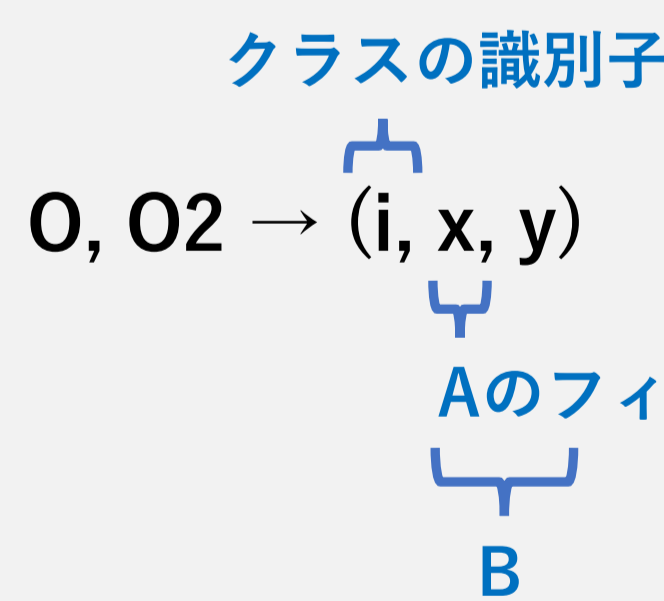 クラスの識別子
O, O2 → (i, x, y)
Aのフィ
B